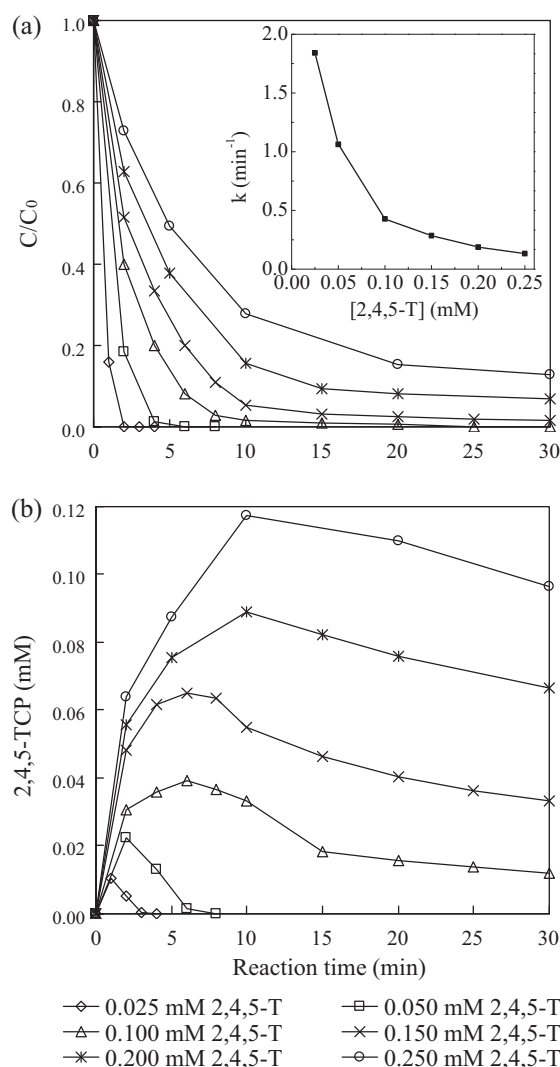 (a)
1.0
0.8
0.6
0.4
0.2
0.0
C/C0
0
5
10
15
20
25
30
2.0
1.5
1.0
0.5
0.0
k (min-1)
0.00 0.05 0.10 0.15 0.20 0.25
[2,4,5-T] (mM)
(b)
0.12
0.10
0.08
0.06
0.04
0.02
0.00
2,4,5-TCP (mM)
0
5
10
15
20
25
30
Reaction time (min)
0.025 mM 2,4,5-T
0.050 mM 2,4,5-T
0.100 mM 2,4,5-T
0.150 mM 2,4,5-T
0.200 mM 2,4,5-T
0.250 mM 2,4,5-T